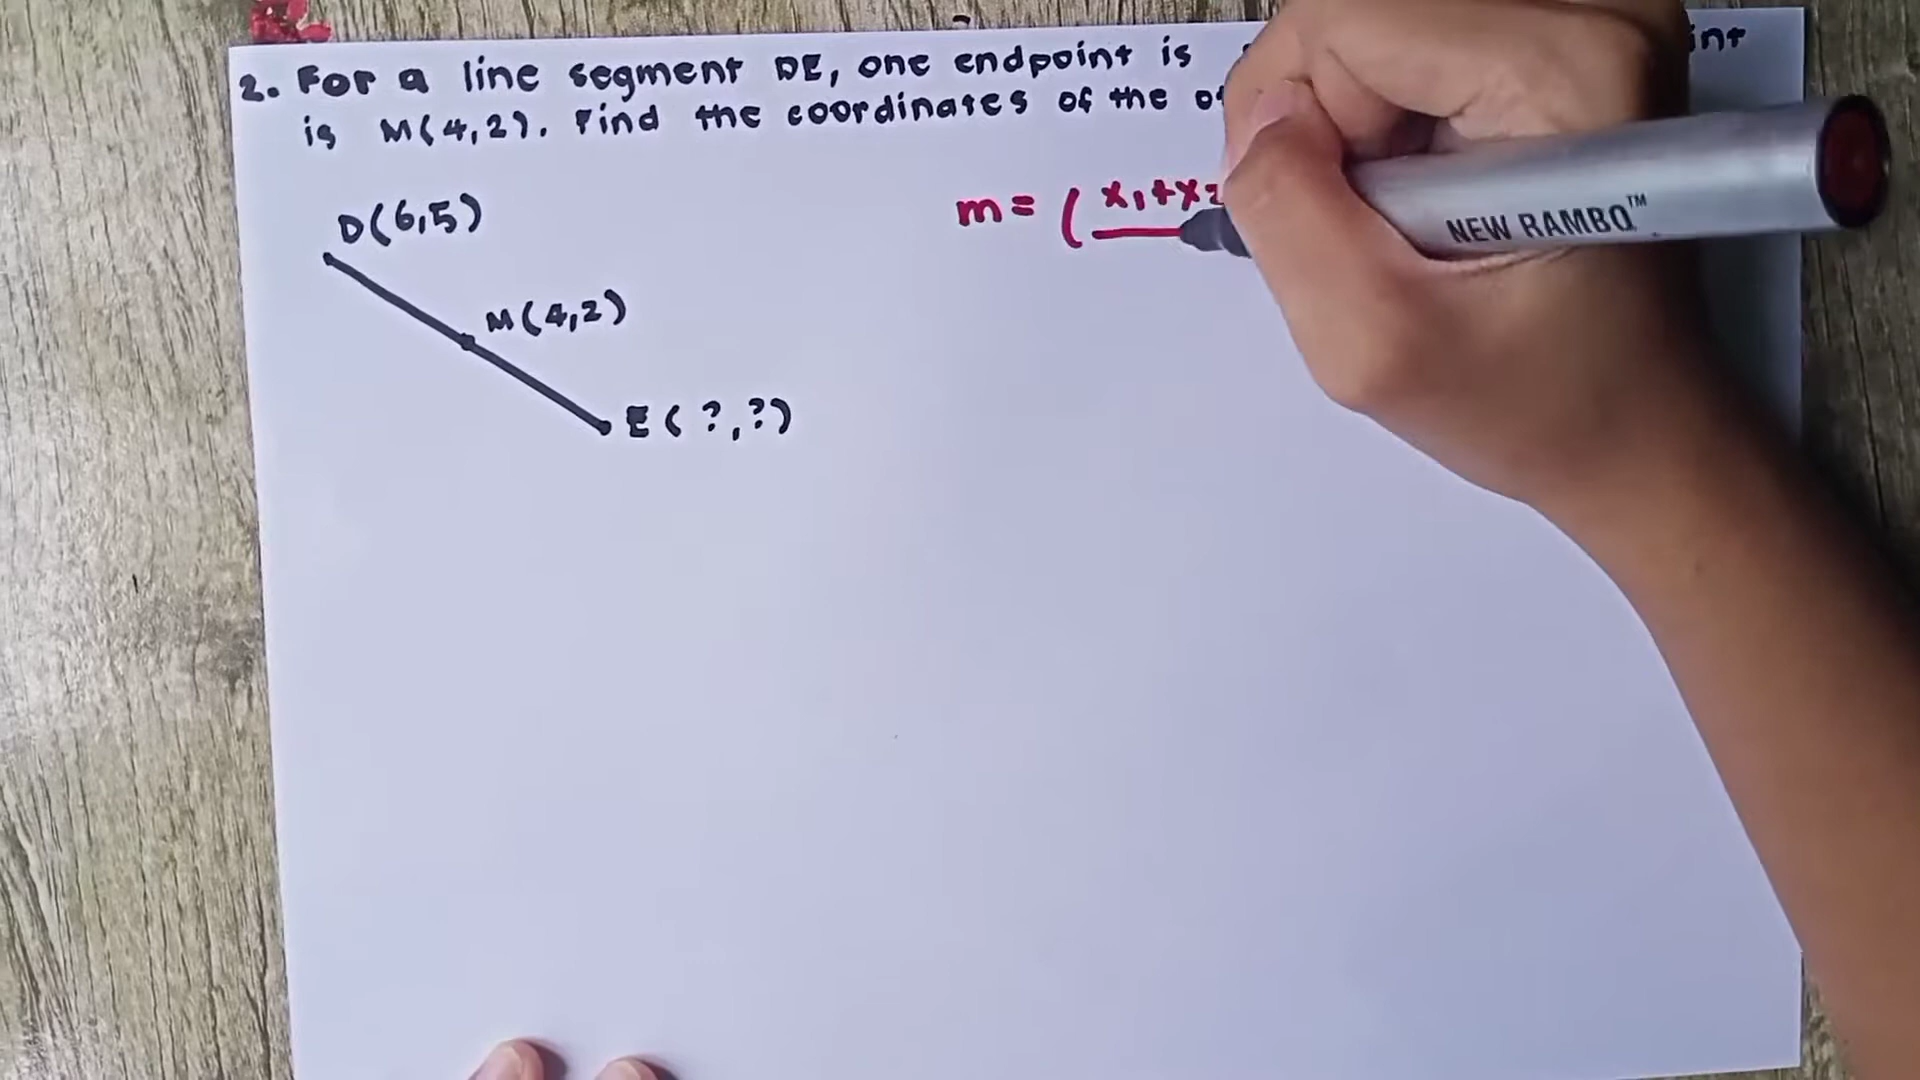 2. For a line segment DE, one endpoint is
is M(4,2). Find the coordinates of the
D(6,5)
M(4,2)
E(?,?)
m = ( x₁+x₂
NEW RAMBO™